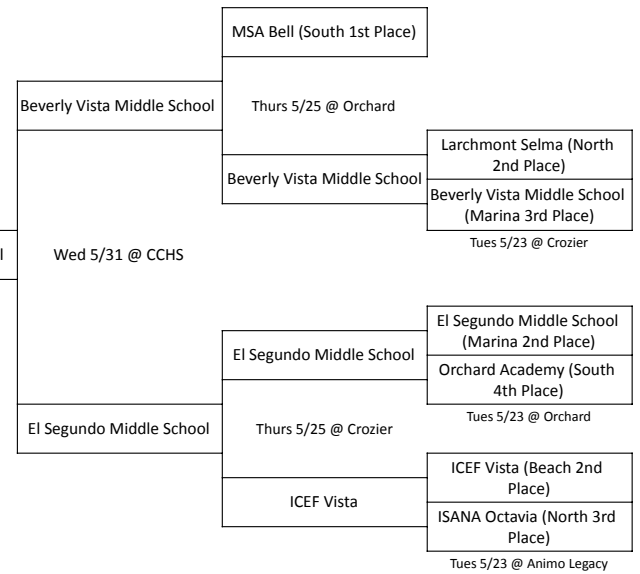 MSA Bell (South 1st Place)
Beverly Vista Middle School
Thurs 5/25 @ Orchard
Larchmont Selma (North
2nd Place)
Beverly Vista Middle School
Beverly Vista Middle School
(Marina 3rd Place)
Tues 5/23 @ Crozier
Wed 5/31 @ CCHS
El Segundo Middle School
(Marina 2nd Place)
El Segundo Middle School
Orchard Academy (South
4th Place)
Tues 5/23 @ Orchard
El Segundo Middle School
Thurs 5/25 @ Crozier
ICEF Vista (Beach 2nd
Place)
ICEF Vista
ISANA Octavia (North 3rd
Place)
Tues 5/23 @ Animo Legacy